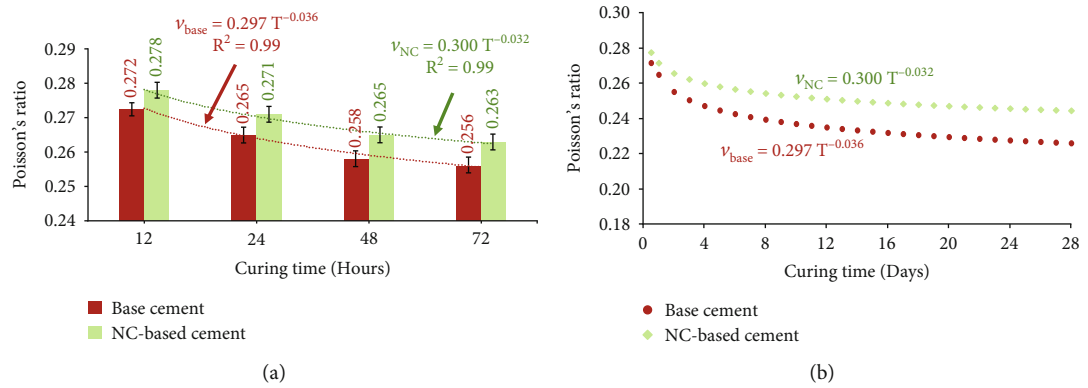 ν_base = 0.297 T^−0.036
R² = 0.99
ν_NC = 0.300 T^−0.032
R² = 0.99
0.29
0.28
0.27
0.26
0.25
0.24
Poisson's ratio
0.272
0.278
0.265
0.271
0.258
0.265
0.256
0.263
12
24
48
72
Curing time (Hours)
Base cement
NC-based cement
(a)
0.30
0.28
0.26
0.24
0.22
0.20
0.18
Poisson's ratio
ν_NC = 0.300 T^−0.032
ν_base = 0.297 T^−0.036
0
4
8
12
16
20
24
28
Curing time (Days)
Base cement
NC-based cement
(b)